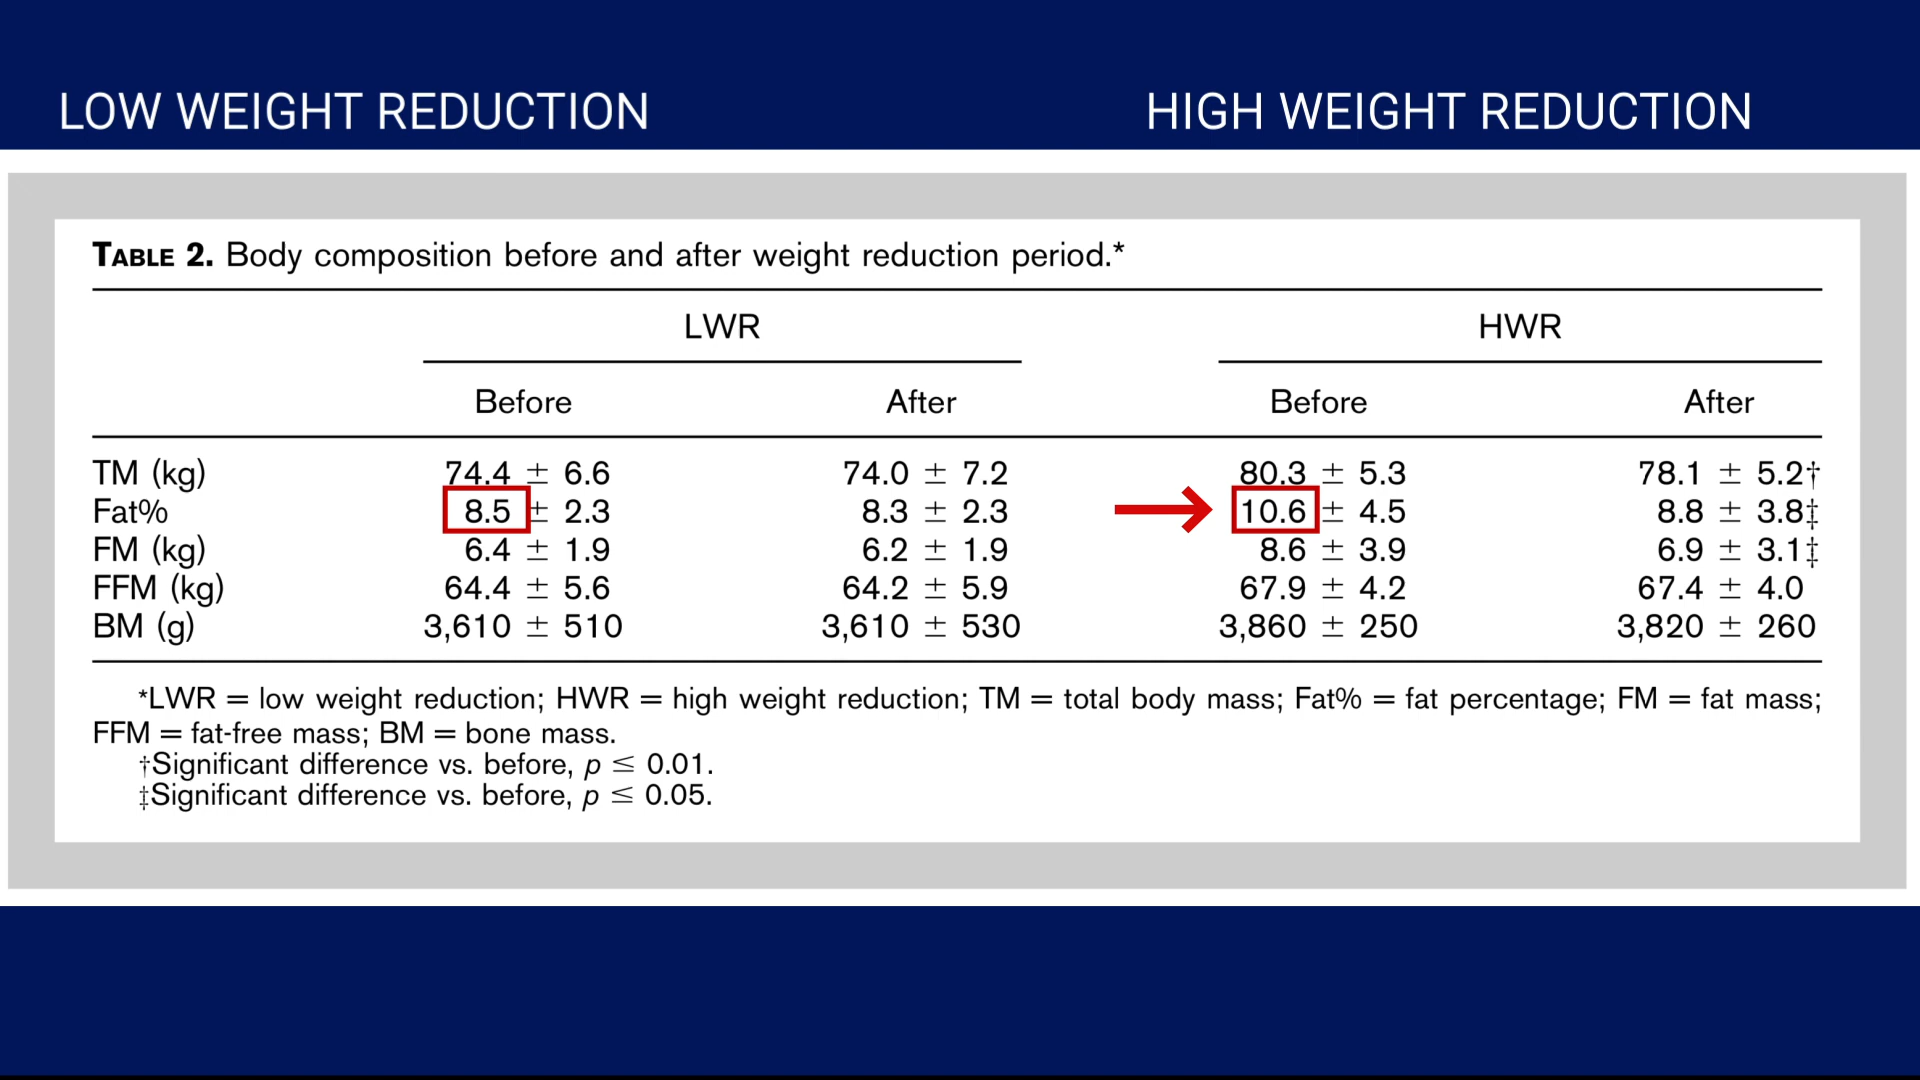 LOW WEIGHT REDUCTION HIGH WEIGHT REDUCTION
TABLE 2. Body composition before and after weight reduction period.*
LWR HWR
Before After Before After
TM (kg) 74.4 ± 6.6 74.0 ± 7.2 80.3 ± 5.3 78.1 ± 5.2†
Fat% 8.5 ± 2.3 8.3 ± 2.3 10.6 ± 4.5 8.8 ± 3.8‡
FM (kg) 6.4 ± 1.9 6.2 ± 1.9 8.6 ± 3.9 6.9 ± 3.1‡
FFM (kg) 64.4 ± 5.6 64.2 ± 5.9 67.9 ± 4.2 67.4 ± 4.0
BM (g) 3,610 ± 510 3,610 ± 530 3,860 ± 250 3,820 ± 260
*LWR = low weight reduction; HWR = high weight reduction; TM = total body mass; Fat% = fat percentage; FM = fat mass;
FFM = fat-free mass; BM = bone mass.
†Significant difference vs. before, p ≤ 0.01.
‡Significant difference vs. before, p ≤ 0.05.